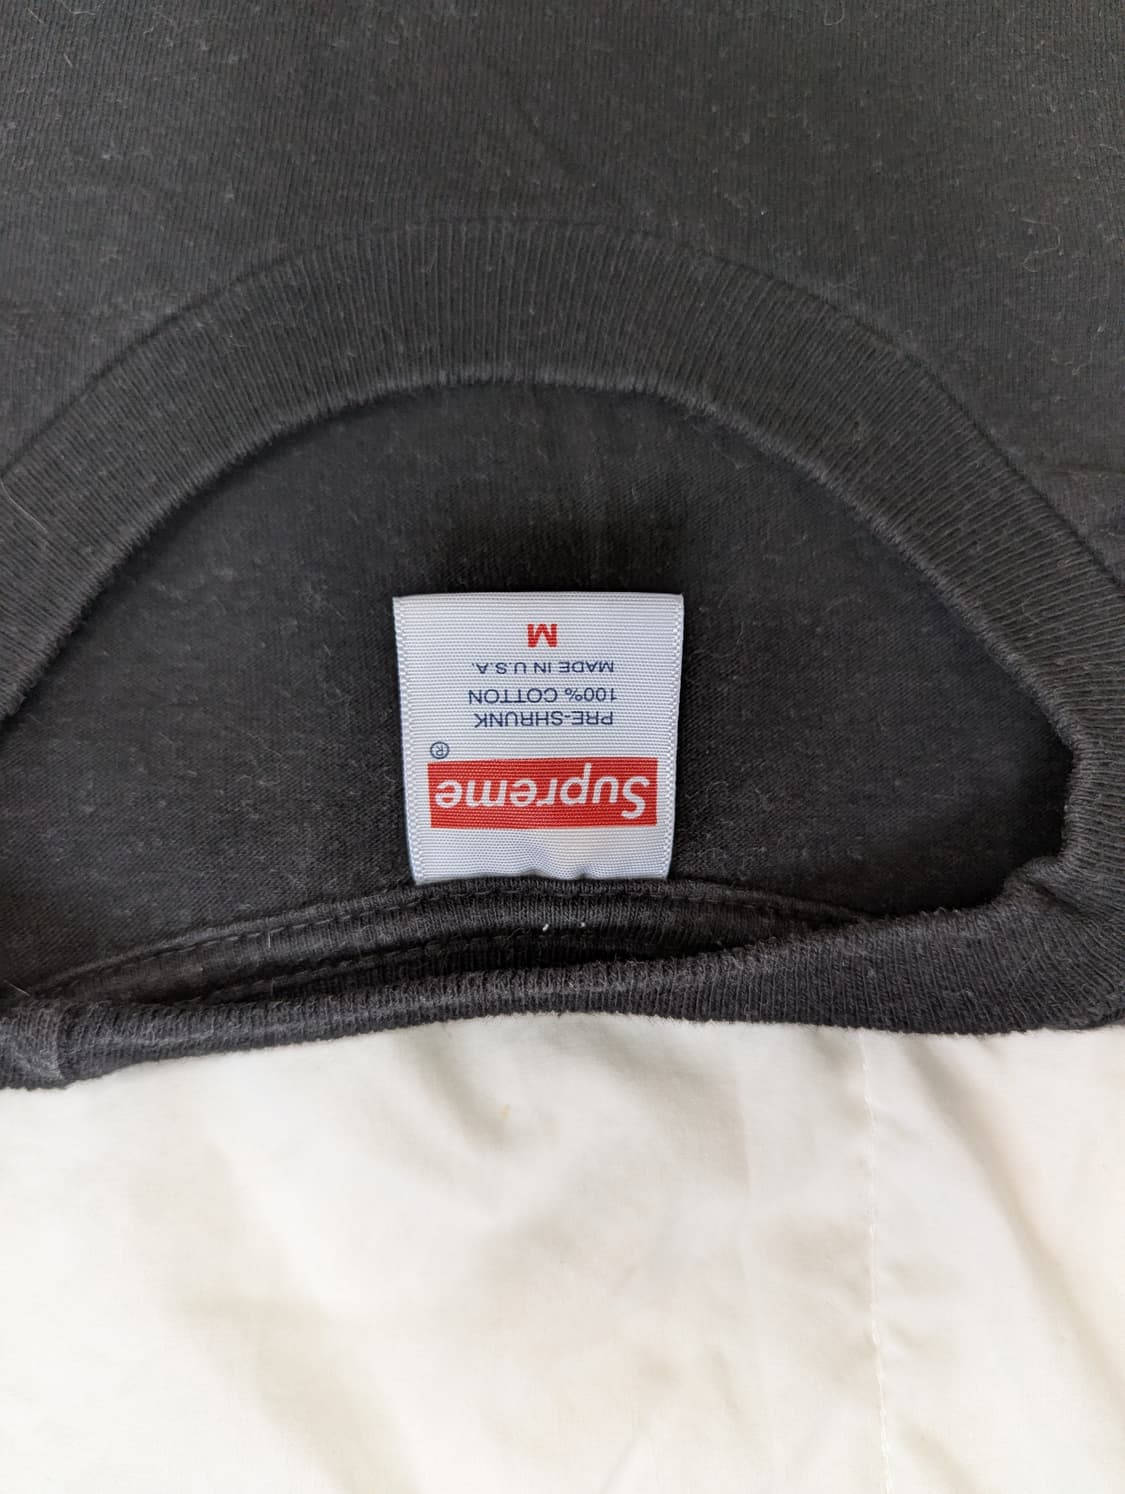 Supreme
®
PRE-SHRUNK
100% COTTON
MADE IN U.S.A.
M